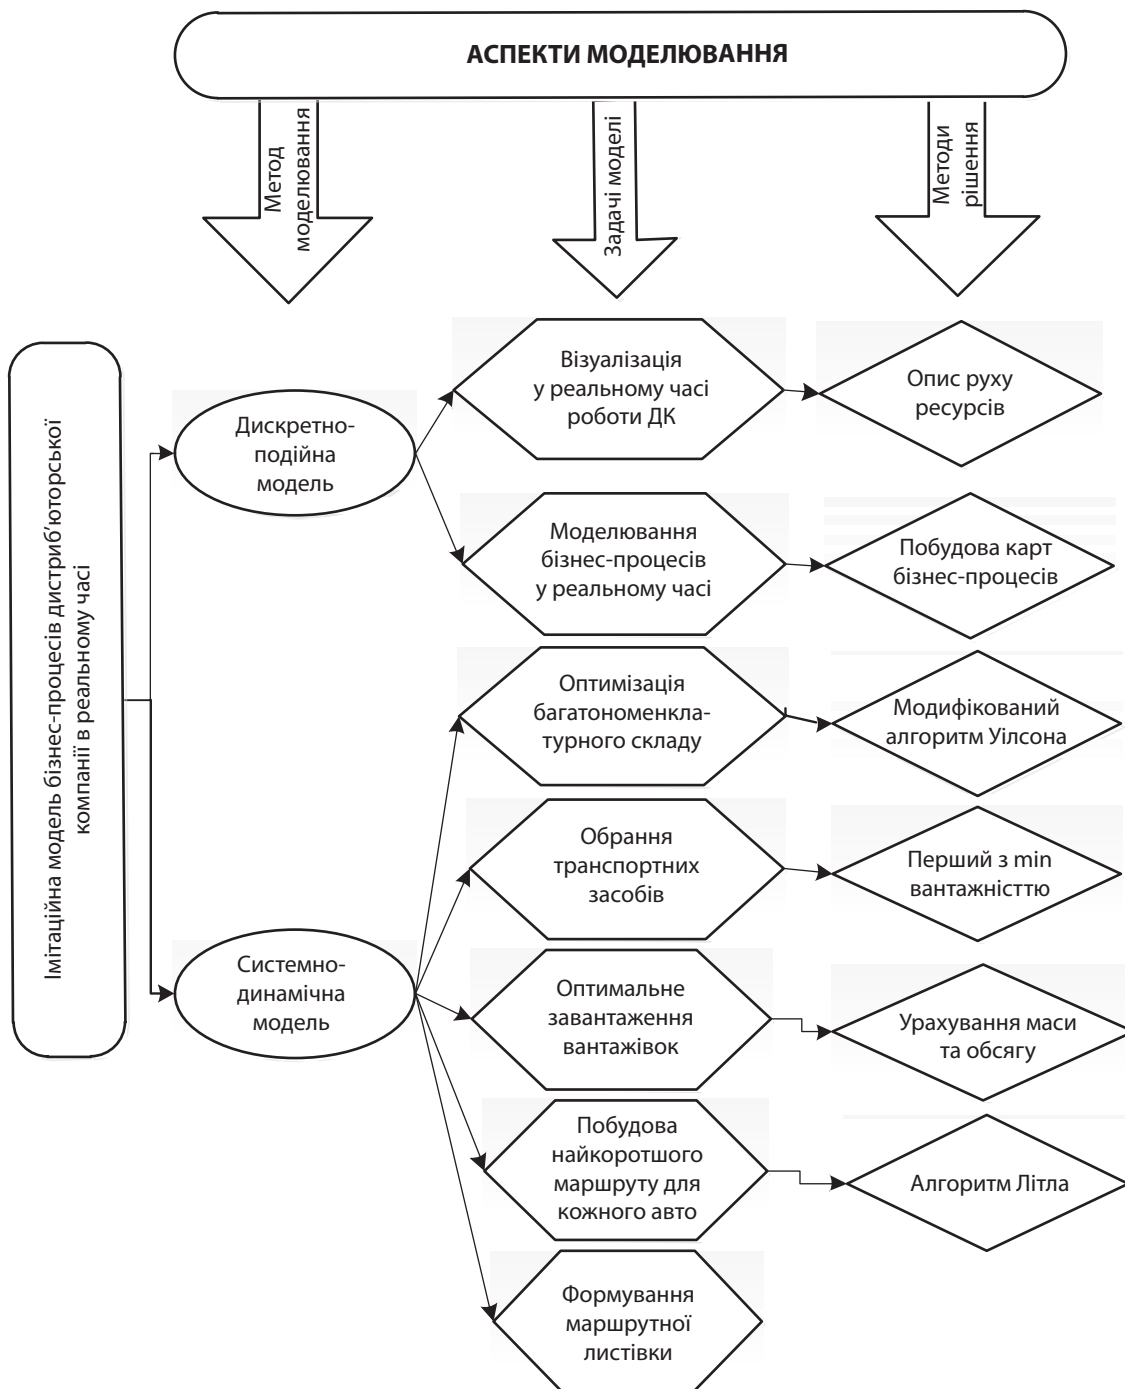 АСПЕКТИ МОДЕЛЮВАННЯ
Метод
моделювання
Задачі моделі
Методи
рішення
Імітаційна модель бізнес-процесів дистриб’юторської
компанії в реальному часі
Дискретно-
подійна
модель
Візуалізація
у реальному часі
роботи ДК
Опис руху
ресурсів
Моделювання
бізнес-процесів
у реальному часі
Побудова карт
бізнес-процесів
Системно-
динамічна
модель
Оптимізація
багатономенкла-
турного складу
Модифікований
алгоритм Уілсона
Обрання
транспортних
засобів
Перший з min
вантажністтю
Оптимальне
завантаження
вантажівок
Урахування маси
та обсягу
Побудова
найкоротшого
маршруту для
кожного авто
Алгоритм Літла
Формування
маршрутної
листівки